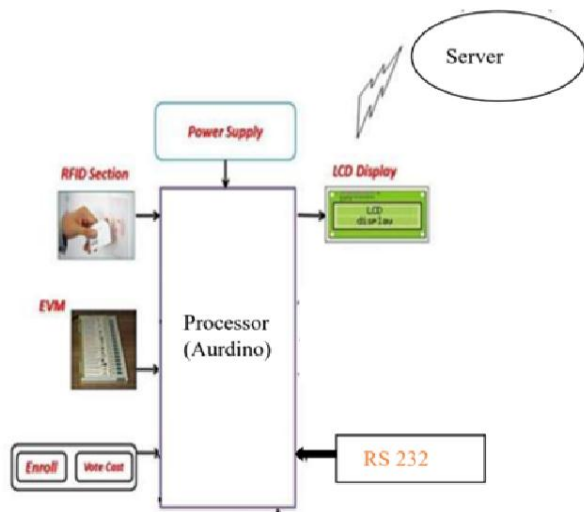 Server
Power Supply
RFID Section
LCD Display
LCD
display
EVM
Processor
(Aurdino)
Enroll
Vote Cast
RS 232